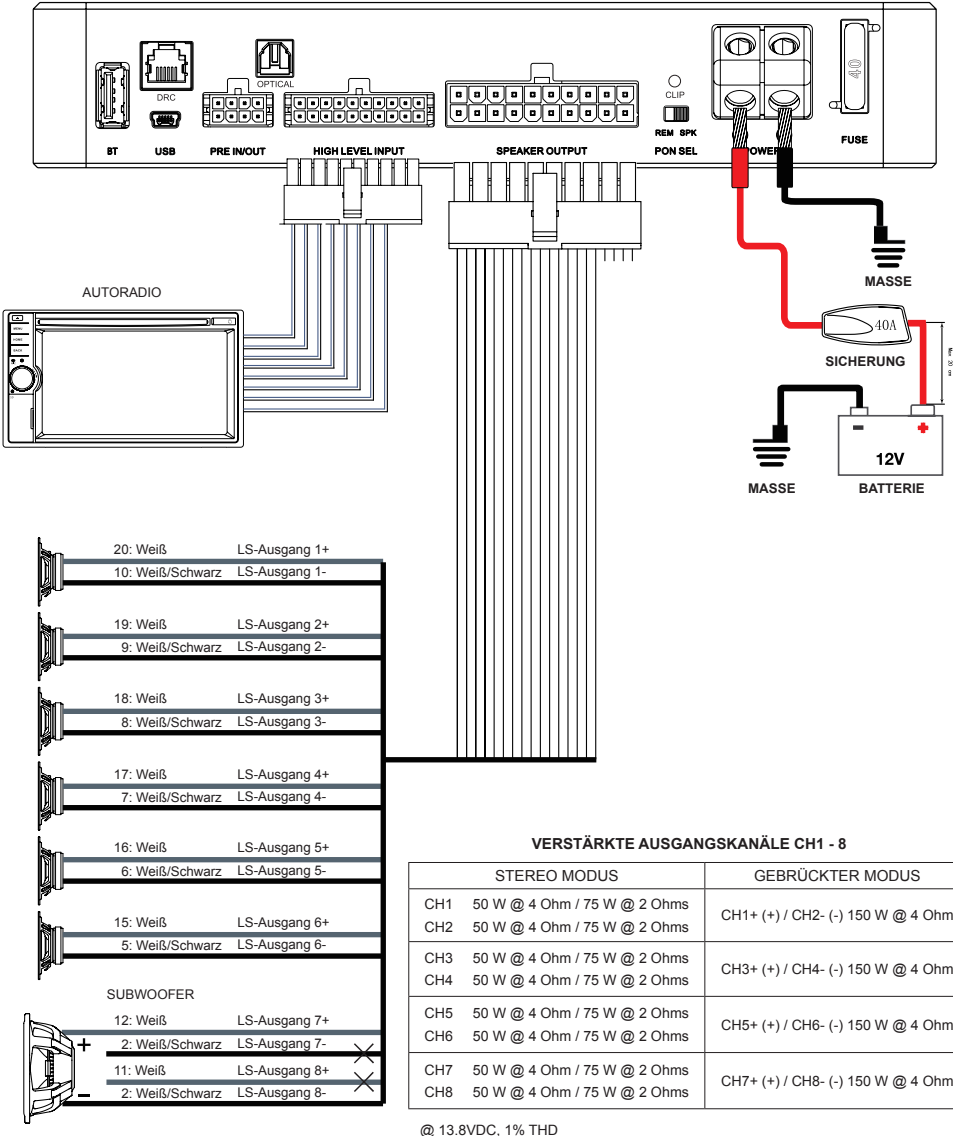 OPTICAL
DRC
CLIP
40
REM SPK
BT
USB
PRE IN/OUT
HIGH LEVEL INPUT
SPEAKER OUTPUT
PON SEL
POWER
FUSE
MASSE
AUTORADIO
MENU
HOME
BACK
40A
SICHERUNG
Max 20 cm
12V
MASSE
BATTERIE
20: Weiß LS-Ausgang 1+
10: Weiß/Schwarz LS-Ausgang 1-
19: Weiß LS-Ausgang 2+
9: Weiß/Schwarz LS-Ausgang 2-
18: Weiß LS-Ausgang 3+
8: Weiß/Schwarz LS-Ausgang 3-
17: Weiß LS-Ausgang 4+
7: Weiß/Schwarz LS-Ausgang 4-
16: Weiß LS-Ausgang 5+
6: Weiß/Schwarz LS-Ausgang 5-
15: Weiß LS-Ausgang 6+
5: Weiß/Schwarz LS-Ausgang 6-
SUBWOOFER
12: Weiß LS-Ausgang 7+
2: Weiß/Schwarz LS-Ausgang 7-
11: Weiß LS-Ausgang 8+
2: Weiß/Schwarz LS-Ausgang 8-
VERSTÄRKTE AUSGANGSKANÄLE CH1 - 8
STEREO MODUS GEBRÜCKTER MODUS
CH1 50 W @ 4 Ohm / 75 W @ 2 Ohms
CH2 50 W @ 4 Ohm / 75 W @ 2 Ohms
CH1+ (+) / CH2- (-) 150 W @ 4 Ohm
CH3 50 W @ 4 Ohm / 75 W @ 2 Ohms
CH4 50 W @ 4 Ohm / 75 W @ 2 Ohms
CH3+ (+) / CH4- (-) 150 W @ 4 Ohm
CH5 50 W @ 4 Ohm / 75 W @ 2 Ohms
CH6 50 W @ 4 Ohm / 75 W @ 2 Ohms
CH5+ (+) / CH6- (-) 150 W @ 4 Ohm
CH7 50 W @ 4 Ohm / 75 W @ 2 Ohms
CH8 50 W @ 4 Ohm / 75 W @ 2 Ohms
CH7+ (+) / CH8- (-) 150 W @ 4 Ohm
@ 13.8VDC, 1% THD